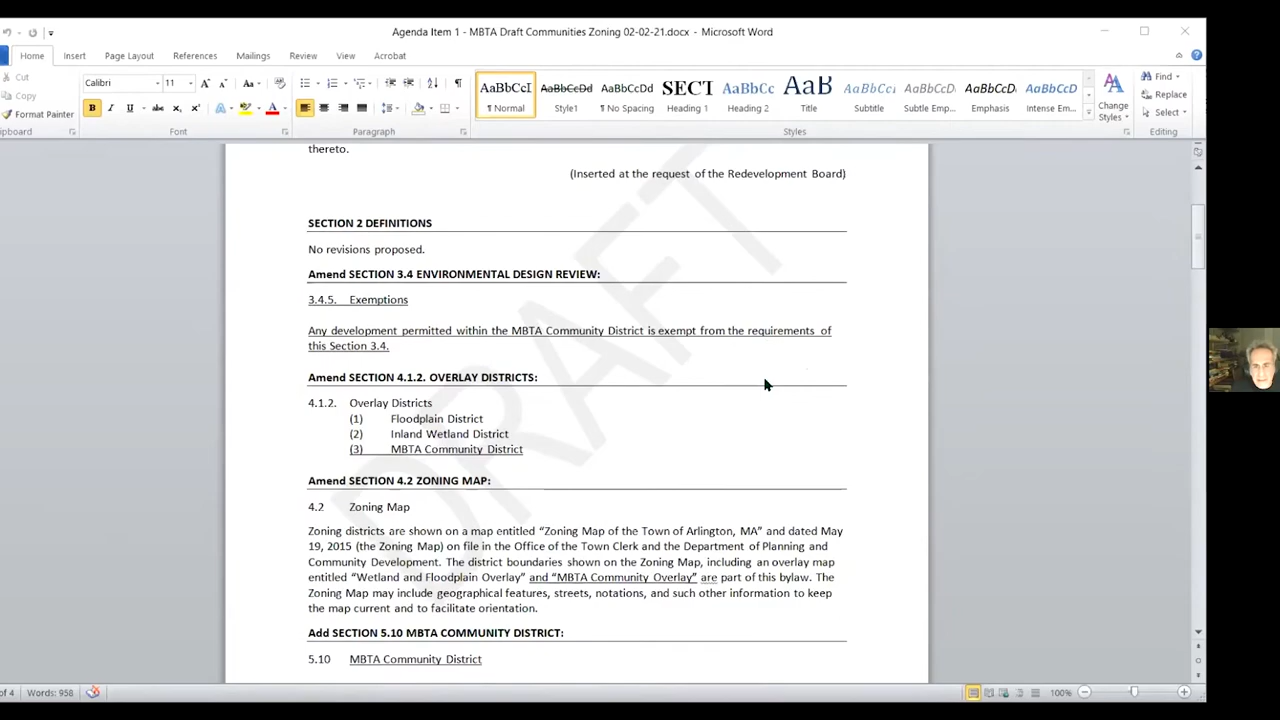 Agenda Item 1 - MBTA Draft Communities Zoning 02-02-21.docx - Microsoft Word
Home Insert Page Layout References Mailings Review View Acrobat
Cut
Copy
Format Painter
lipboard
Calibri 11
Font
Paragraph
AaBbCcI AaBbCcDd AaBbCcDd SECT AaBbCc AaB AaBbCcL AaBbCcD. AaBbCcD. AaBbCcD
¶ Normal Style1 ¶ No Spacing Heading 1 Heading 2 Title Subtitle Subtle Emp... Emphasis Intense Em...
Styles
Change
Styles
Find
Replace
Select
Editing
thereto.
(Inserted at the request of the Redevelopment Board)
SECTION 2 DEFINITIONS
No revisions proposed.
Amend SECTION 3.4 ENVIRONMENTAL DESIGN REVIEW:
3.4.5. Exemptions
Any development permitted within the MBTA Community District is exempt from the requirements of
this Section 3.4.
Amend SECTION 4.1.2. OVERLAY DISTRICTS:
4.1.2. Overlay Districts
(1) Floodplain District
(2) Inland Wetland District
(3) MBTA Community District
Amend SECTION 4.2 ZONING MAP:
4.2 Zoning Map
Zoning districts are shown on a map entitled “Zoning Map of the Town of Arlington, MA” and dated May
19, 2015 (the Zoning Map) on file in the Office of the Town Clerk and the Department of Planning and
Community Development. The district boundaries shown on the Zoning Map, including an overlay map
entitled “Wetland and Floodplain Overlay” and “MBTA Community Overlay” are part of this bylaw. The
Zoning Map may include geographical features, streets, notations, and such other information to keep
the map current and to facilitate orientation.
Add SECTION 5.10 MBTA COMMUNITY DISTRICT:
5.10 MBTA Community District
DRAFT
of 4 Words: 958
100%